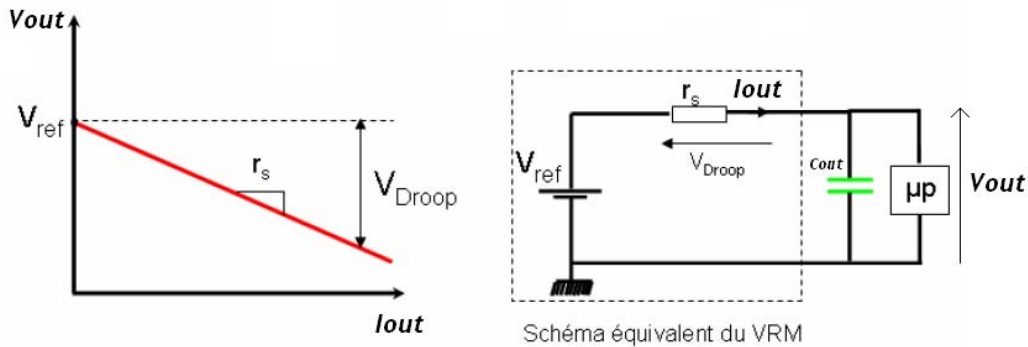 Vout
Vref
rs
VDroop
Iout
rs
Iout
VDroop
Vref
Cout
µp
Vout
Schéma équivalent du VRM